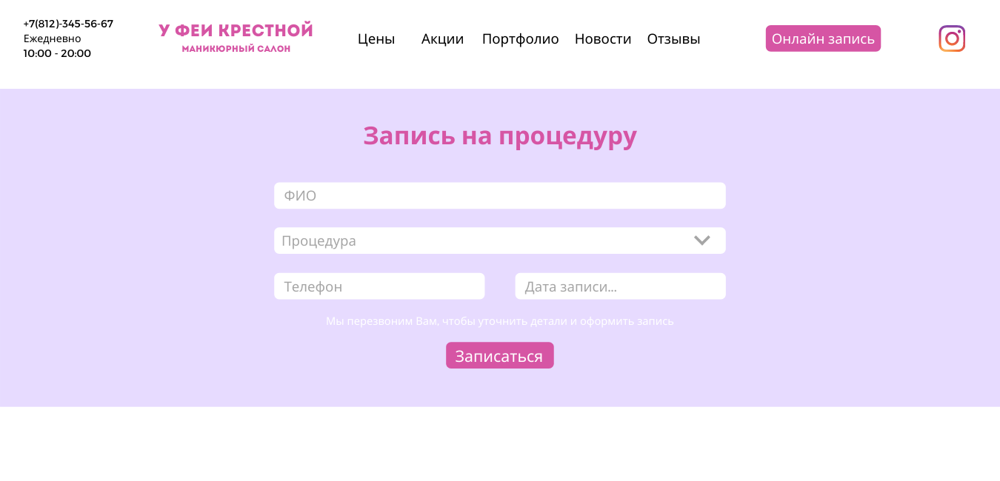 +7(812)-345-56-67
Ежедневно
10:00 - 20:00
У ФЕИ КРЕСТНОЙ
МАНИКЮРНЫЙ САЛОН
Цены Акции Портфолио Новости Отзывы
Онлайн запись
Запись на процедуру
ФИО
Процедура
Телефон Дата записи...
Мы перезвоним Вам, чтобы уточнить детали и оформить запись
Записаться